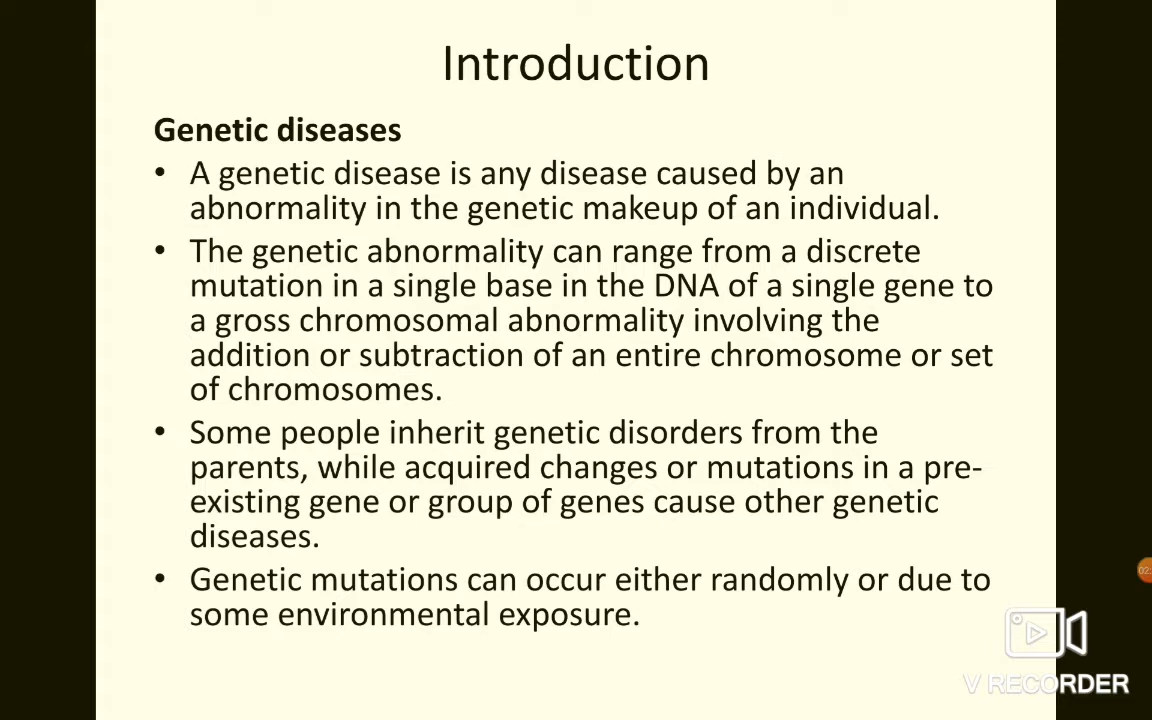 Introduction
Genetic diseases
• A genetic disease is any disease caused by an
abnormality in the genetic makeup of an individual.
• The genetic abnormality can range from a discrete
mutation in a single base in the DNA of a single gene to
a gross chromosomal abnormality involving the
addition or subtraction of an entire chromosome or set
of chromosomes.
• Some people inherit genetic disorders from the
parents, while acquired changes or mutations in a pre-
existing gene or group of genes cause other genetic
diseases.
• Genetic mutations can occur either randomly or due to
some environmental exposure.
V RECORDER